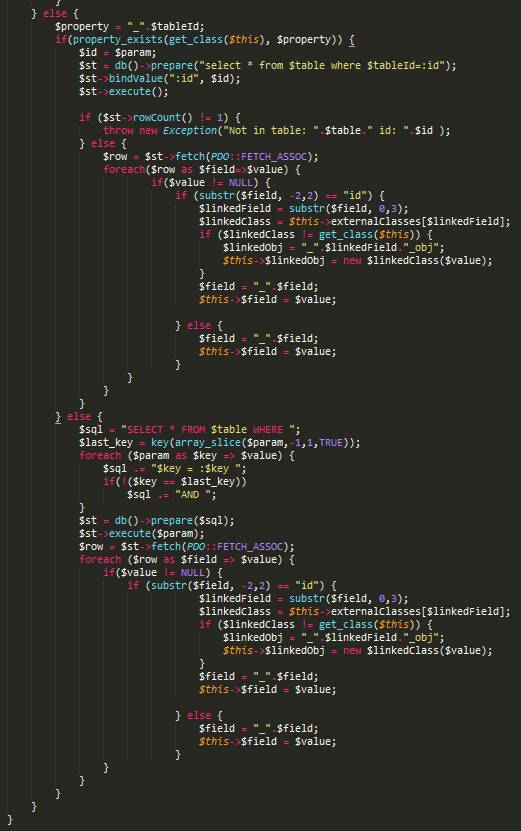 }
} else {
$property = "_".$tableId;
if(property_exists(get_class($this), $property)) {
$id = $param;
$st = db()->prepare("select * from $table where $tableId=:id");
$st->bindValue(":id", $id);
$st->execute();
if ($st->rowCount() != 1) {
throw new Exception("Not in table: ".$table." id: ".$id );
} else {
$row = $st->fetch(PDO::FETCH_ASSOC);
foreach($row as $field=>$value) {
if($value != NULL) {
if (substr($field, -2,2) == "id") {
$linkedField = substr($field, 0,3);
$linkedClass = $this->externalClasses[$linkedField];
if ($linkedClass != get_class($this)) {
$linkedObj = "_".$linkedField."_obj";
$this->$linkedObj = new $linkedClass($value);
}
$field = "_".$field;
$this->$field = $value;
} else {
$field = "_".$field;
$this->$field = $value;
}
}
}
}
} else {
$sql = "SELECT * FROM $table WHERE ";
$last_key = key(array_slice($param,-1,1,TRUE));
foreach ($param as $key => $value) {
$sql .= "$key = :$key ";
if(!($key == $last_key))
$sql .= "AND ";
}
$st = db()->prepare($sql);
$st->execute($param);
$row = $st->fetch(PDO::FETCH_ASSOC);
foreach ($row as $field => $value) {
if($value != NULL) {
if (substr($field, -2,2) == "id") {
$linkedField = substr($field, 0,3);
$linkedClass = $this->externalClasses[$linkedField];
if ($linkedClass != get_class($this)) {
$linkedObj = "_".$linkedField."_obj";
$this->$linkedObj = new $linkedClass($value);
}
$field = "_".$field;
$this->$field = $value;
} else {
$field = "_".$field;
$this->$field = $value;
}
}
}
}
}
}